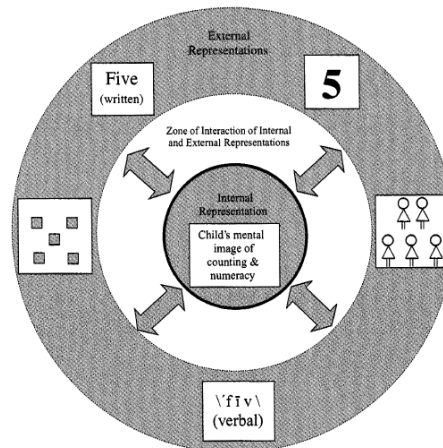 External
Representations
Five
(written)
5
Zone of Interaction of Internal
and External Representations
Internal
Representation
Child's mental
image of
counting &
numeracy
\ˈf ī v\
(verbal)